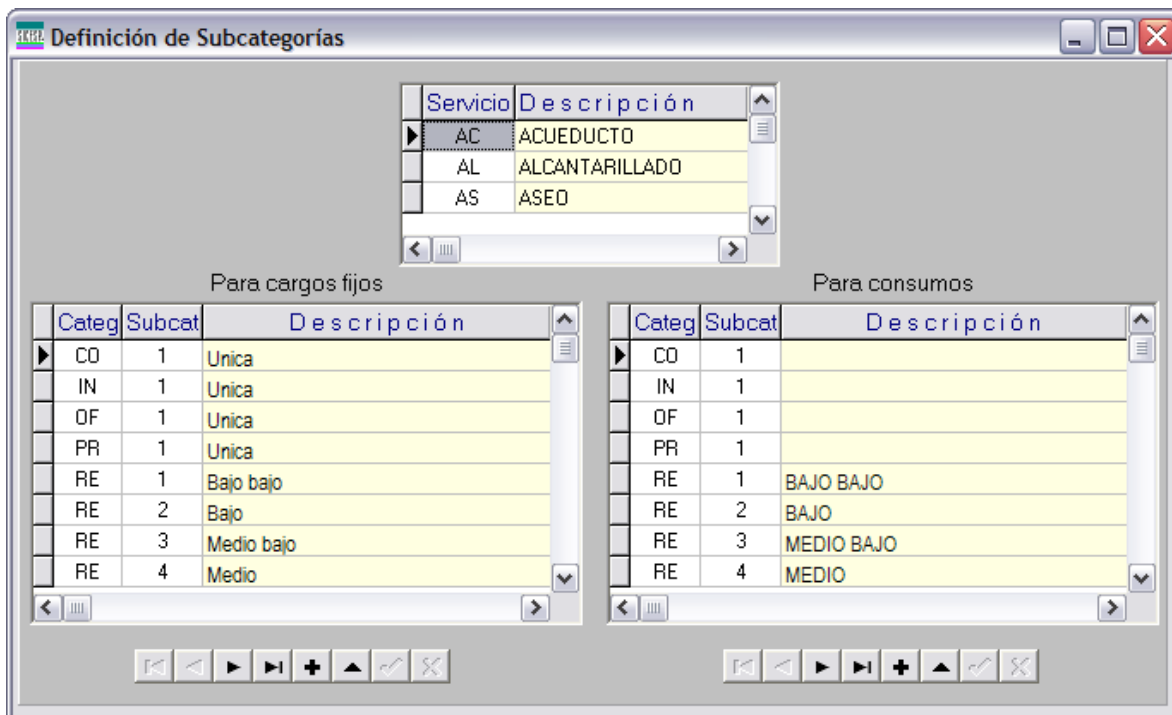 Definición de Subcategorías
Servicio Descripción
AC ACUEDUCTO
AL ALCANTARILLADO
AS ASEO
Para cargos fijos
Categ Subcat Descripción
CO 1 Unica
IN 1 Unica
OF 1 Unica
PR 1 Unica
RE 1 Bajo bajo
RE 2 Bajo
RE 3 Medio bajo
RE 4 Medio
Para consumos
Categ Subcat Descripción
CO 1
IN 1
OF 1
PR 1
RE 1 BAJO BAJO
RE 2 BAJO
RE 3 MEDIO BAJO
RE 4 MEDIO